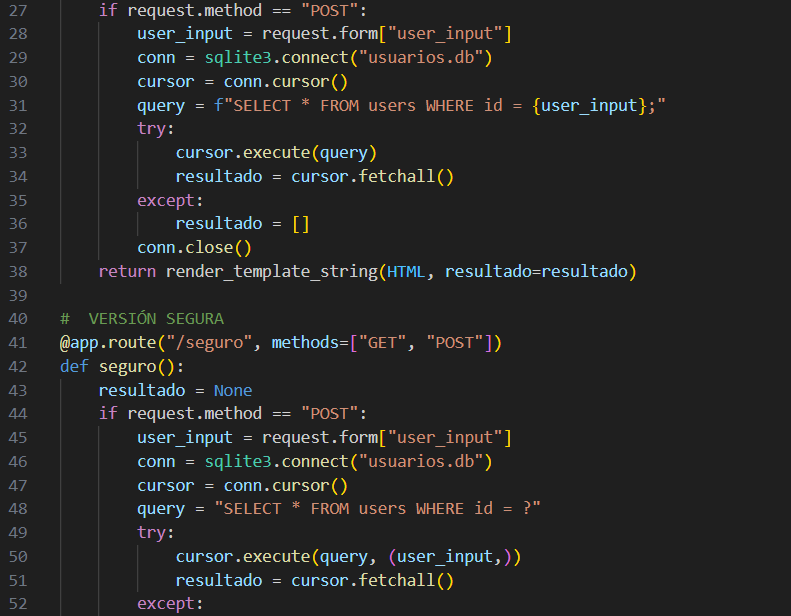 27 if request.method == "POST":
28 user_input = request.form["user_input"]
29 conn = sqlite3.connect("usuarios.db")
30 cursor = conn.cursor()
31 query = f"SELECT * FROM users WHERE id = {user_input};"
32 try:
33 cursor.execute(query)
34 resultado = cursor.fetchall()
35 except:
36 resultado = []
37 conn.close()
38 return render_template_string(HTML, resultado=resultado)
39
40 # VERSIÓN SEGURA
41 @app.route("/seguro", methods=["GET", "POST"])
42 def seguro():
43 resultado = None
44 if request.method == "POST":
45 user_input = request.form["user_input"]
46 conn = sqlite3.connect("usuarios.db")
47 cursor = conn.cursor()
48 query = "SELECT * FROM users WHERE id = ?"
49 try:
50 cursor.execute(query, (user_input,))
51 resultado = cursor.fetchall()
52 except: